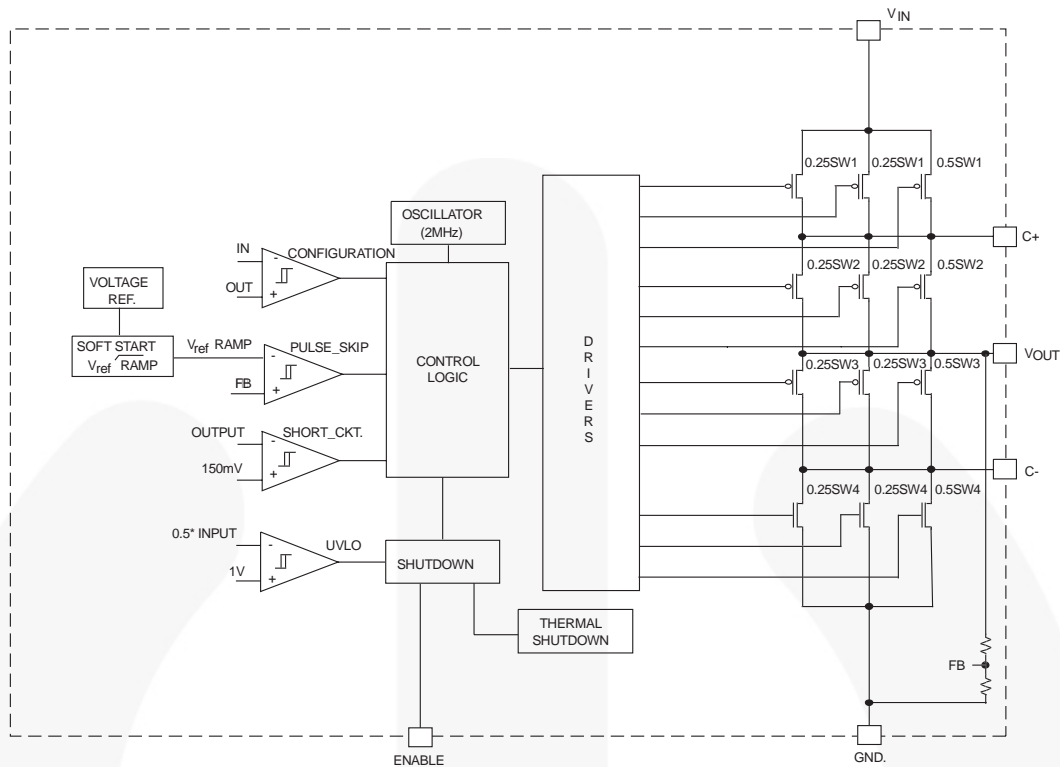 VIN
0.25SW1 0.25SW1 0.5SW1
OSCILLATOR
(2MHz)
C+
IN
CONFIGURATION
OUT
+
-
VOLTAGE
REF.
0.25SW2 0.25SW2 0.5SW2
SOFT START
Vref RAMP
Vref RAMP
-
PULSE_SKIP
FB
+
CONTROL
LOGIC
DRIVERS
VOUT
0.25SW3 0.25SW3 0.5SW3
OUTPUT
-
SHORT_CKT.
150mV
+
C-
0.25SW4 0.25SW4 0.5SW4
0.5* INPUT
-
UVLO
1V
+
SHUTDOWN
THERMAL
SHUTDOWN
FB
ENABLE
GND.